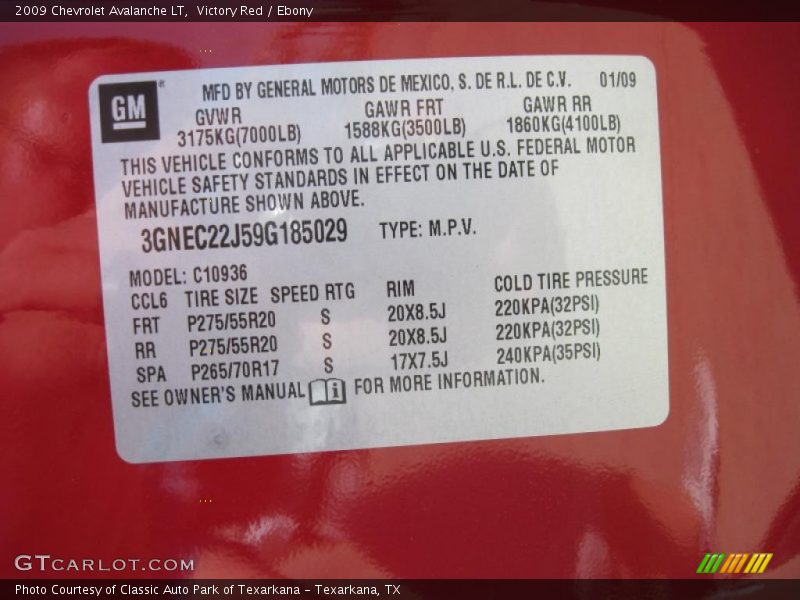 2009 Chevrolet Avalanche LT, Victory Red / Ebony
GM ® MFD BY GENERAL MOTORS DE MEXICO, S. DE R.L. DE C.V. 01/09
GVWR GAWR FRT GAWR RR
3175KG(7000LB) 1588KG(3500LB) 1860KG(4100LB)
THIS VEHICLE CONFORMS TO ALL APPLICABLE U.S. FEDERAL MOTOR
VEHICLE SAFETY STANDARDS IN EFFECT ON THE DATE OF
MANUFACTURE SHOWN ABOVE.
3GNEC22J59G185029 TYPE: M.P.V.
MODEL: C10936
CCL6 TIRE SIZE SPEED RTG RIM COLD TIRE PRESSURE
FRT P275/55R20 S 20X8.5J 220KPA(32PSI)
RR P275/55R20 S 20X8.5J 220KPA(32PSI)
SPA P265/70R17 S 17X7.5J 240KPA(35PSI)
SEE OWNER'S MANUAL i FOR MORE INFORMATION.
GTCARLOT.COM
Photo Courtesy of Classic Auto Park of Texarkana - Texarkana, TX